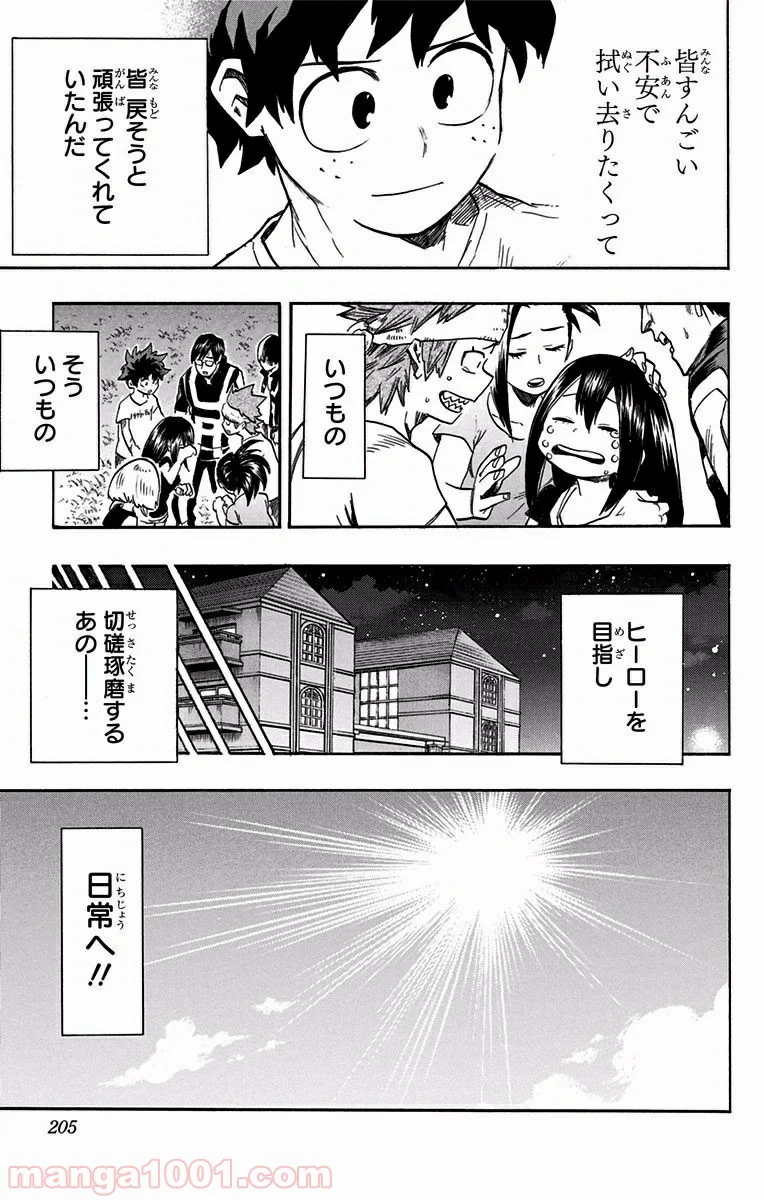 皆すんごい
不安で
拭い去りたくって
皆 戻そうと
頑張ってくれて
いたんだ
いつもの
そう
いつもの
ヒーローを
目指し
切磋琢磨する
あの――…
日常へ!!
205
manga1001.com